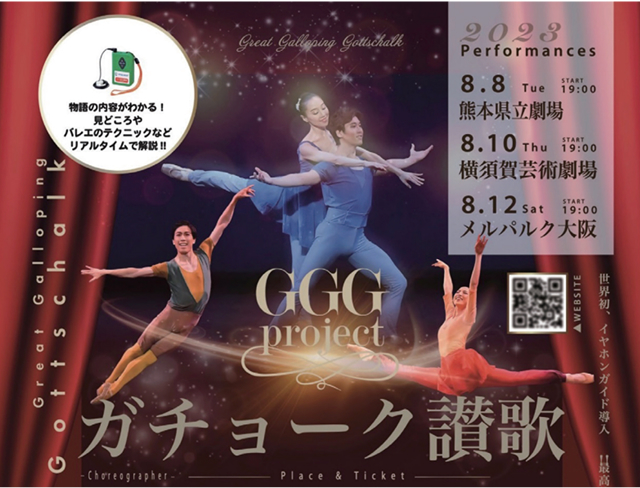 物語の内容がわかる！
見どころや
バレエのテクニックなど
リアルタイムで解説!!
Great Galloping Gottschalk
2023
Performances
8.8 Tue START 19:00
熊本県立劇場
8.10 Thu START 19:00
横須賀芸術劇場
8.12 Sat START 19:00
メルパルク大阪
Great Galloping
Gottschalk
GGG
project
▲WEBSITE
世界初、イヤホンガイド導入 !!最高
ガチョーク讃歌
-Choreographer-
Place & Ticket